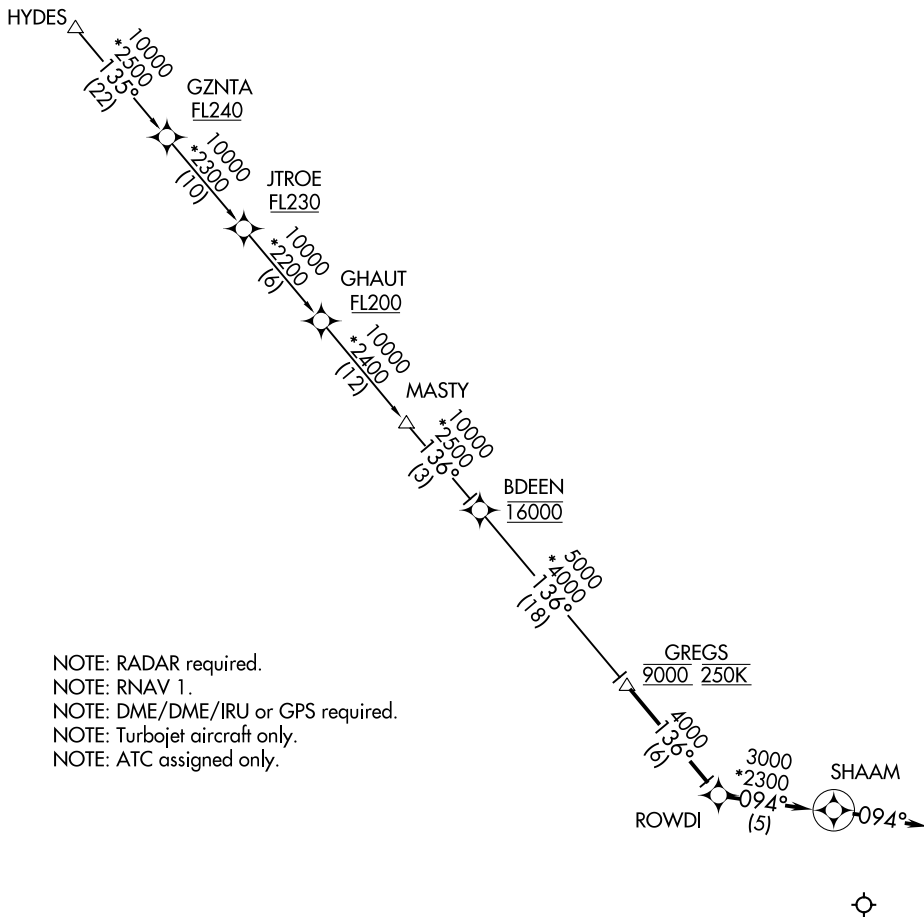 HYDES
10000
*2500
135°
(22)
GZNTA
FL240
10000
*2300
(10)
JTROE
FL230
10000
*2200
(6)
GHAUT
FL200
10000
*2400
(12)
MASTY
10000
*2500
136°
(3)
BDEEN
16000
5000
*4000
136°
(18)
GREGS
9000 250K
4000
136°
(6)
ROWDI
3000
*2300
094°
(5)
SHAAM
094°
NOTE: RADAR required.
NOTE: RNAV 1.
NOTE: DME/DME/IRU or GPS required.
NOTE: Turbojet aircraft only.
NOTE: ATC assigned only.